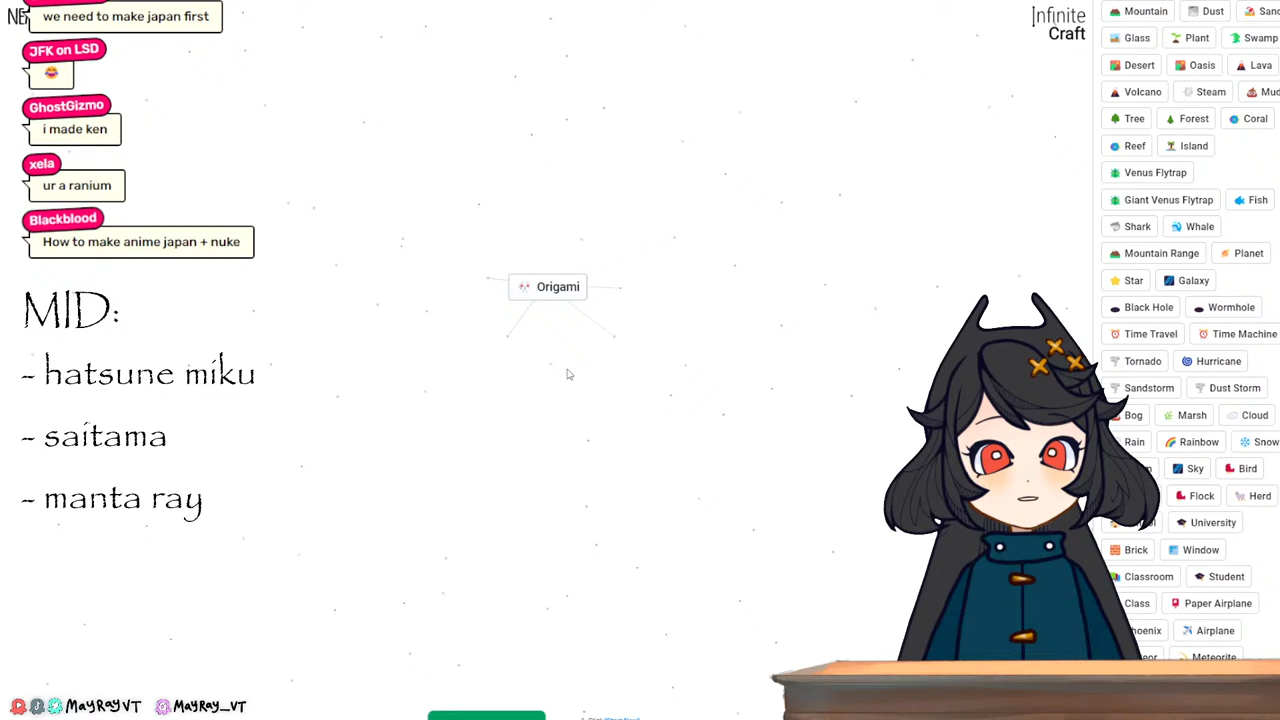 we need to make japan first
JFK on LSD
😂
GhostGizmo
i made ken
xela
ur a ranium
Blackblood
How to make anime japan + nuke
MID:
- hatsune miku
- saitama
- manta ray
MayRayVT
MayRay_VT
Origami
Infinite
Craft
Mountain Dust
Glass Plant Swamp
Desert Oasis Lava
Volcano Steam
Tree Forest Coral
Reef Island
Venus Flytrap
Giant Venus Flytrap Fish
Shark Whale
Mountain Range Planet
Star Galaxy
Black Hole Wormhole
Time Travel Time Machine
Tornado Hurricane
Sandstorm Dust Storm
Bog Marsh Cloud
Rain Rainbow Snow
Sky Bird
Flock Herd
University
Brick Window
Classroom Student
Class Paper Airplane
Airplane
Meteorite